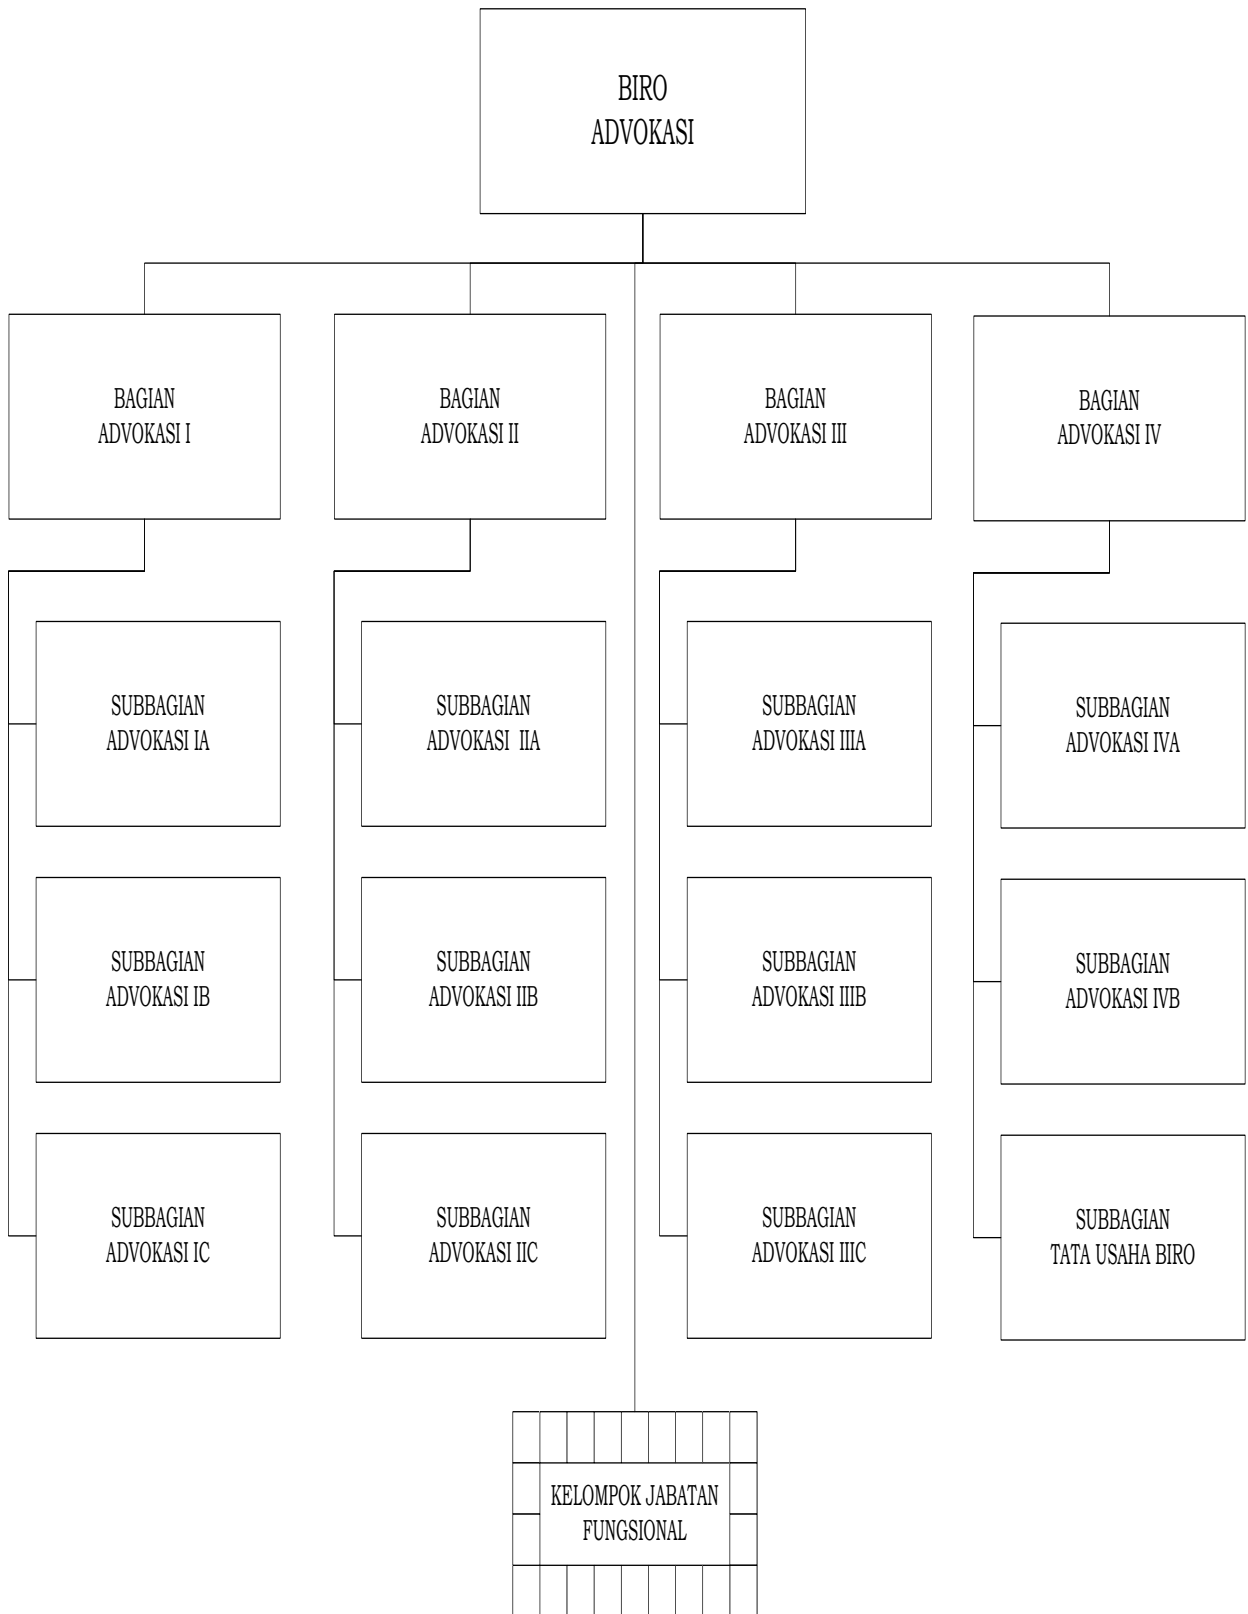 BIRO
ADVOKASI
BAGIAN
ADVOKASI I
BAGIAN
ADVOKASI II
BAGIAN
ADVOKASI III
BAGIAN
ADVOKASI IV
SUBBAGIAN
ADVOKASI IA
SUBBAGIAN
ADVOKASI IIA
SUBBAGIAN
ADVOKASI IIIA
SUBBAGIAN
ADVOKASI IVA
SUBBAGIAN
ADVOKASI IB
SUBBAGIAN
ADVOKASI IIB
SUBBAGIAN
ADVOKASI IIIB
SUBBAGIAN
ADVOKASI IVB
SUBBAGIAN
ADVOKASI IC
SUBBAGIAN
ADVOKASI IIC
SUBBAGIAN
ADVOKASI IIIC
SUBBAGIAN
TATA USAHA BIRO
KELOMPOK JABATAN
FUNGSIONAL